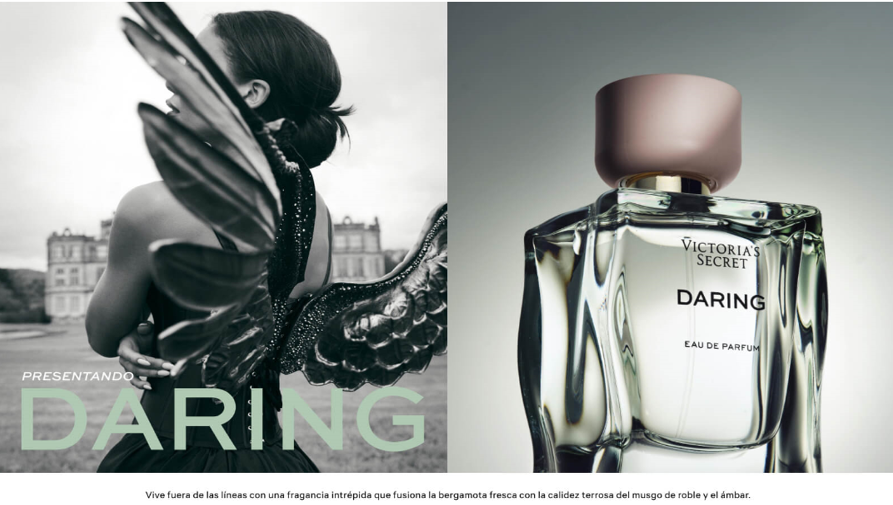 PRESENTANDO
DARING
VICTORIA'S
SECRET
DARING
EAU DE PARFUM
Vive fuera de las líneas con una fragancia intrépida que fusiona la bergamota fresca con la calidez terrosa del musgo de roble y el ámbar.